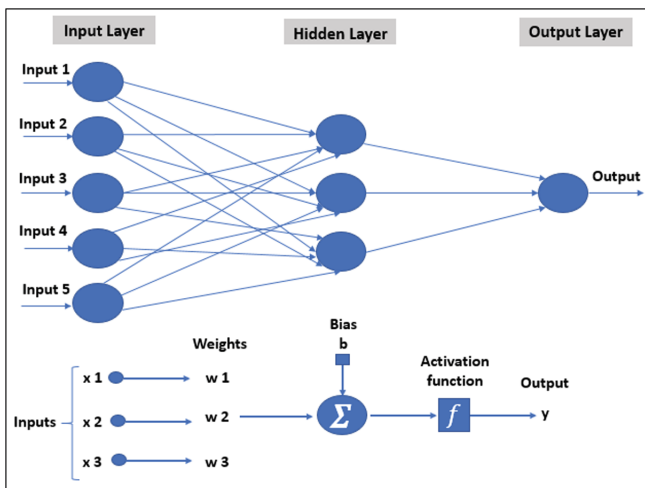 Input Layer
Hidden Layer
Output Layer
Input 1
Input 2
Input 3
Input 4
Input 5
Output
Bias
b
Weights
Activation
function
Output
Inputs
x 1
w 1
x 2
w 2
Σ
f
y
x 3
w 3